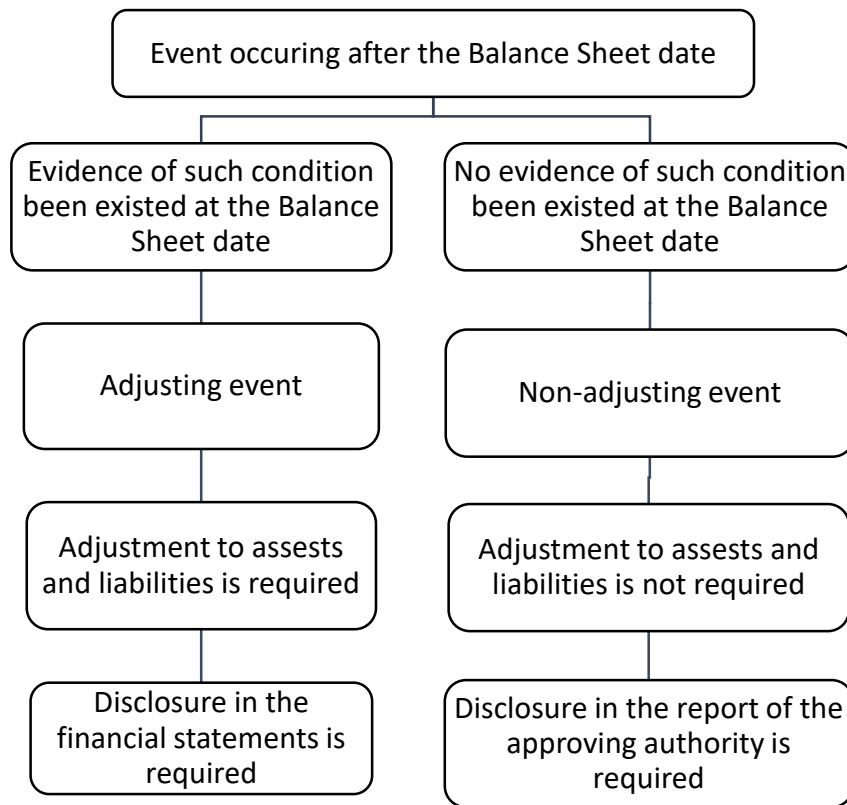 Event occuring after the Balance Sheet date
Evidence of such condition
been existed at the Balance
Sheet date
No evidence of such condition
been existed at the Balance
Sheet date
Adjusting event
Non-adjusting event
Adjustment to assests
and liabilities is required
Adjustment to assests and
liabilities is not required
Disclosure in the
financial statements is
required
Disclosure in the report of the
approving authority is
required